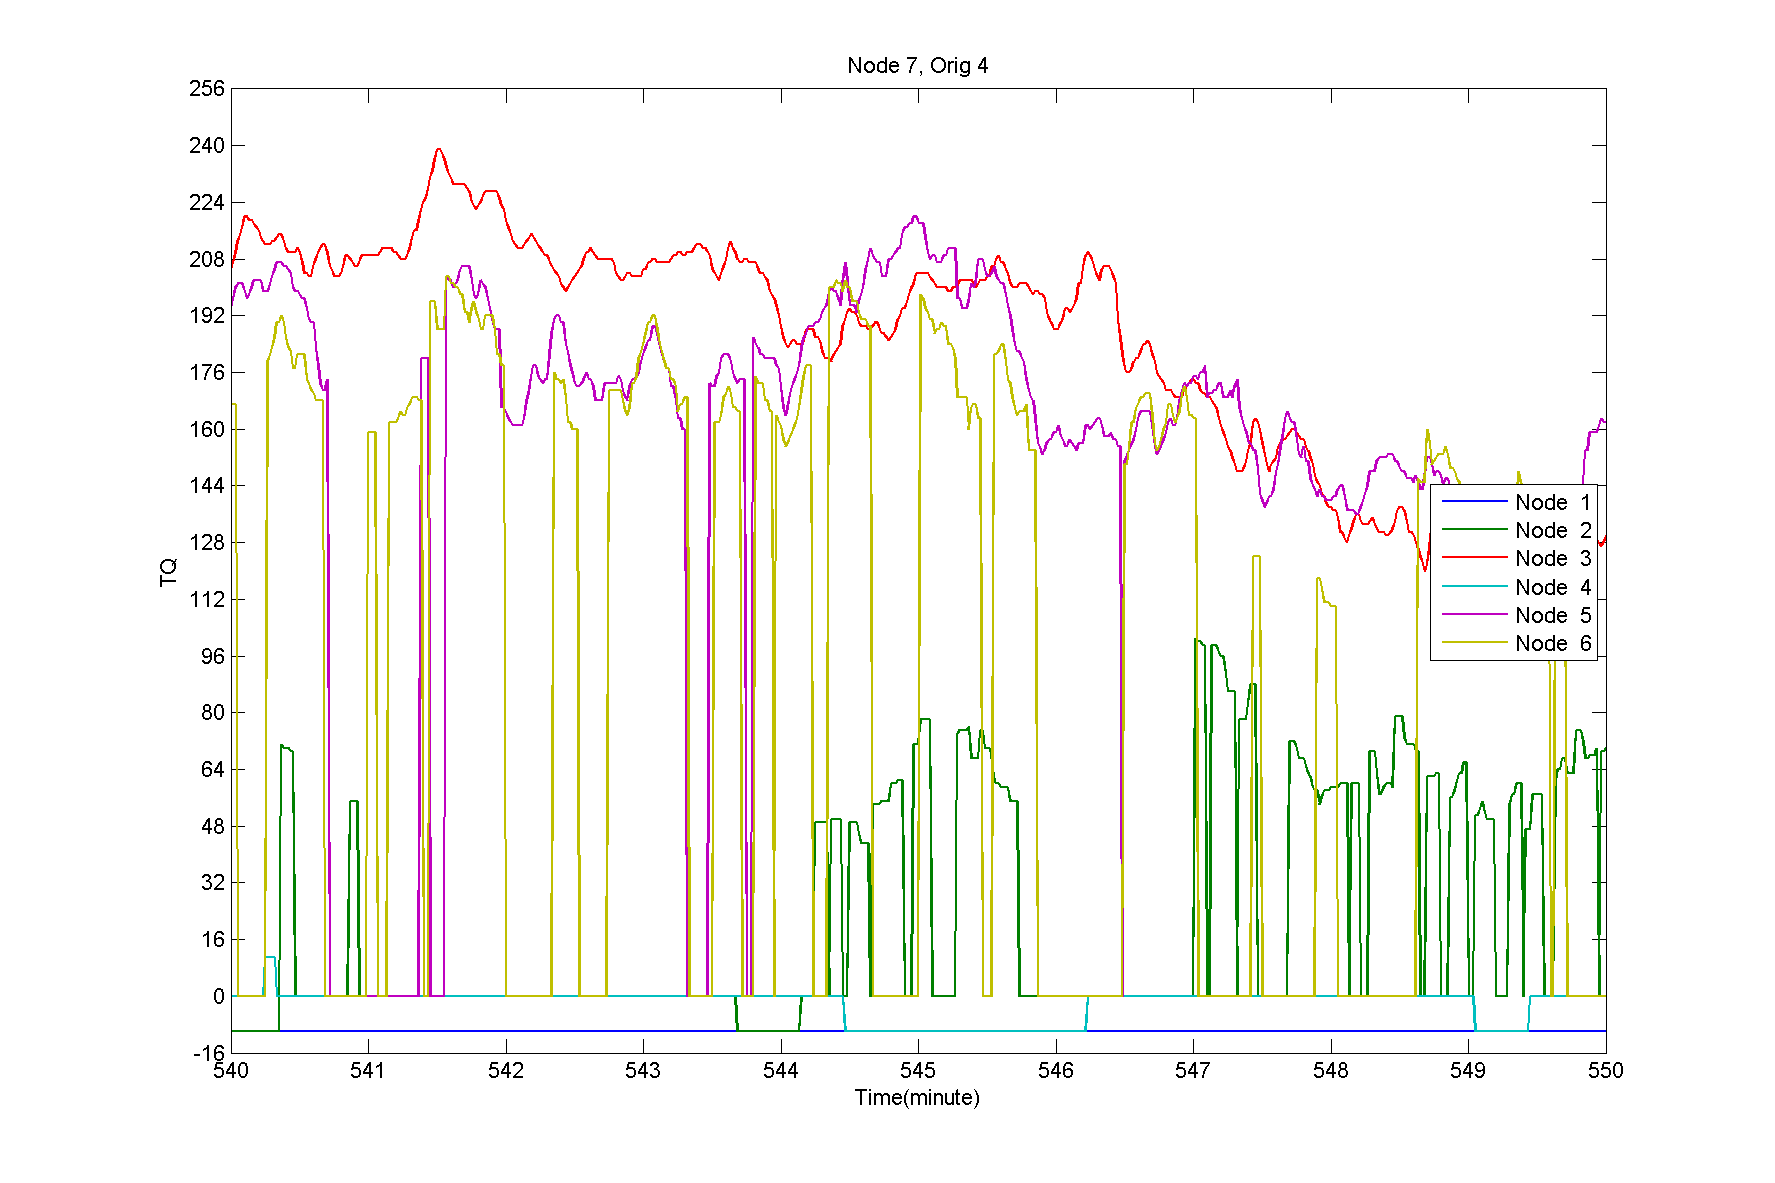 Node 7, Orig 4
256
240
224
208
192
176
160
144
128
112
96
80
64
48
32
16
0
-16
TQ
540 541 542 543 544 545 546 547 548 549 550
Time(minute)
Node 1
Node 2
Node 3
Node 4
Node 5
Node 6